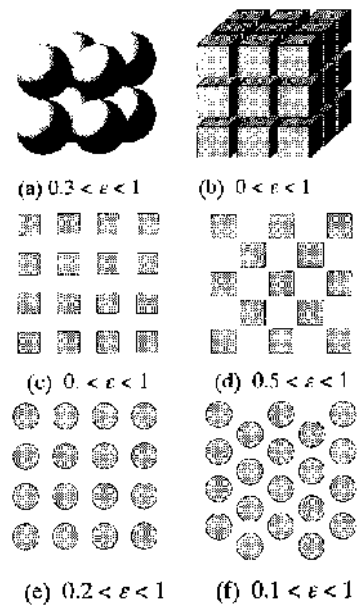 (a) 0.3 < ε < 1
(b) 0 < ε < 1
(c) 0. < ε < 1
(d) 0.5 < ε < 1
(e) 0.2 < ε < 1
(f) 0.1 < ε < 1